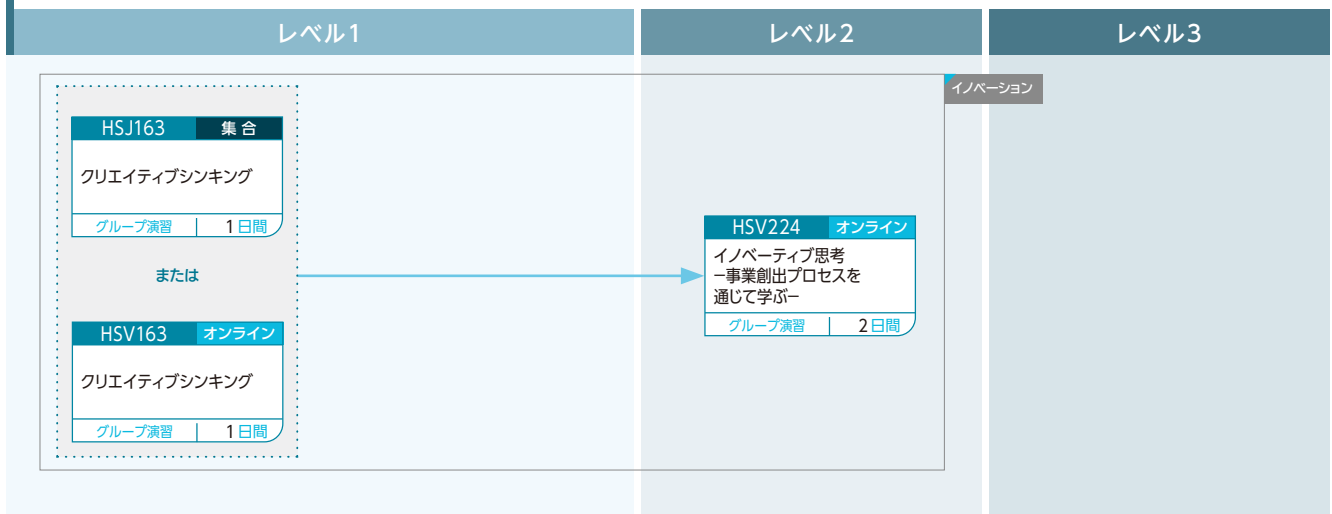 レベル1
レベル2
レベル3
イノベーション
HSJ163
集合
クリエイティブシンキング
グループ演習
1日間
または
HSV163
オンライン
クリエイティブシンキング
グループ演習
1日間
HSV224
オンライン
イノベーティブ思考
−事業創出プロセスを
通じて学ぶ−
グループ演習
2日間